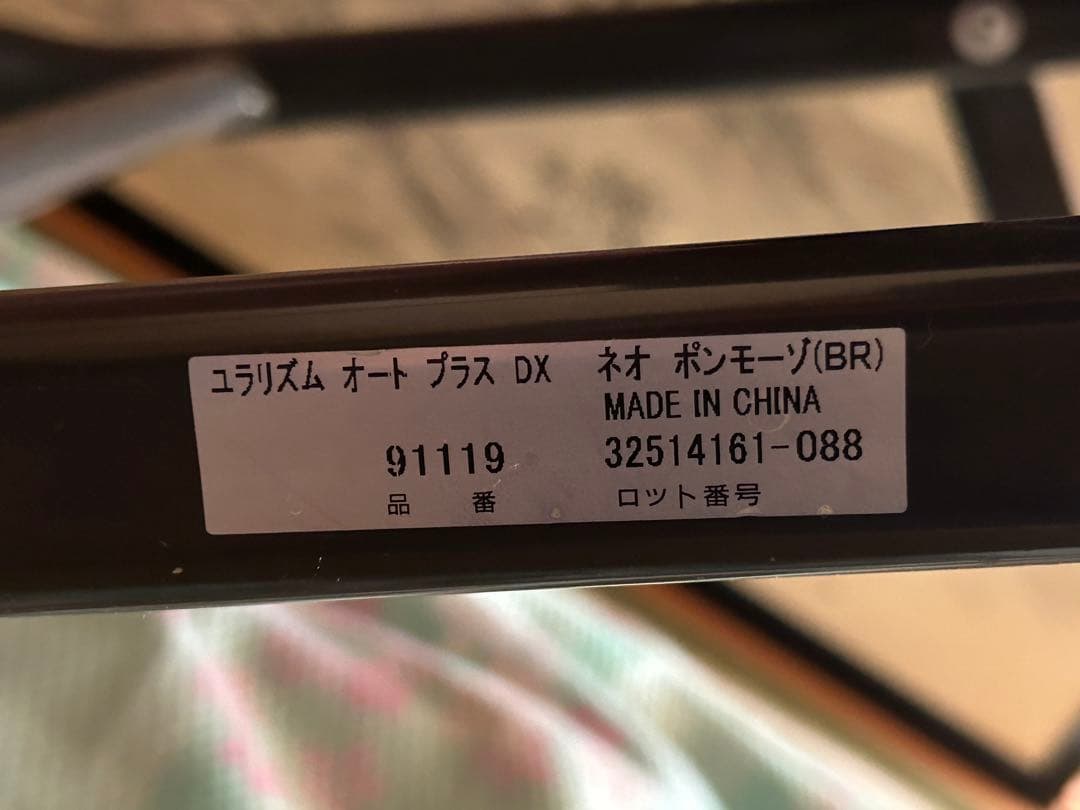 ユラリズム オート プラス DX ネオ ボンモーゾ(BR)
MADE IN CHINA
91119 32514161-088
品番 ロット番号